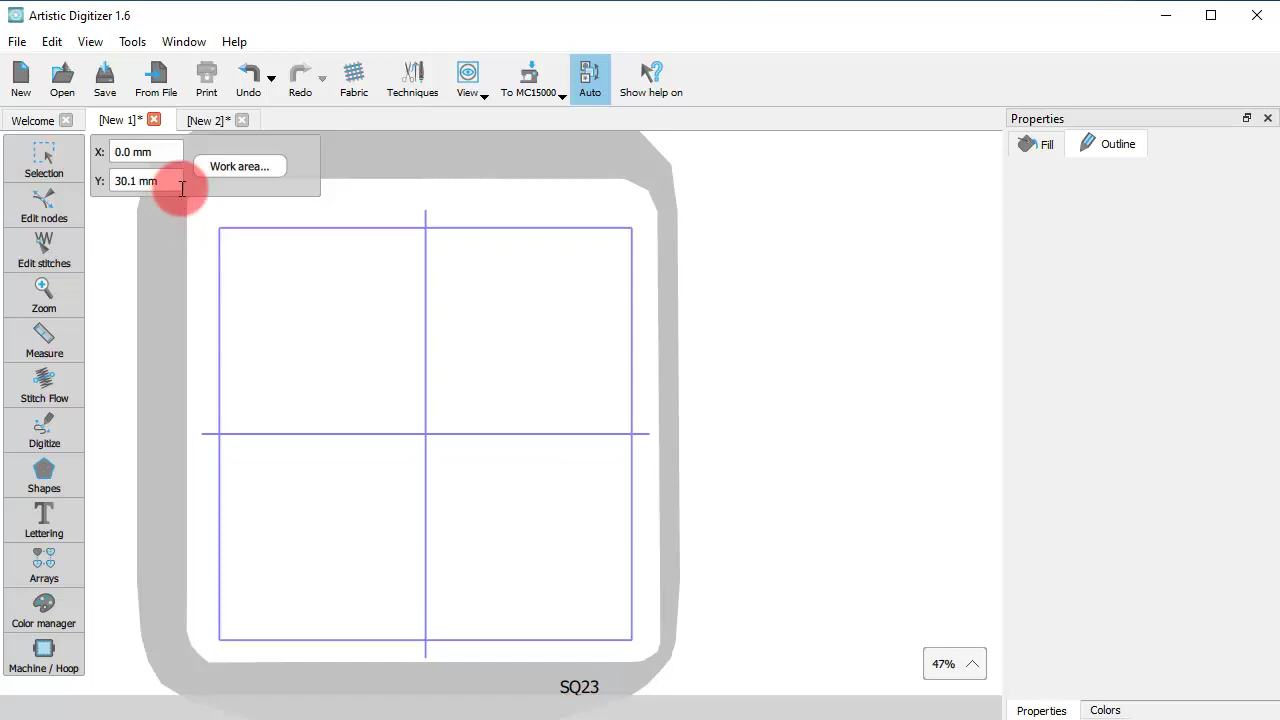 Artistic Digitizer 1.6
File Edit View Tools Window Help
New Open Save From File Print Undo Redo Fabric Techniques View To MC15000 Auto Show help on
Welcome [New 1]* [New 2]*
Properties
Fill Outline
X: 0.0 mm
Work area...
Y: 30.1 mm
Selection
Edit nodes
Edit stitches
Zoom
Measure
Stitch Flow
Digitize
Shapes
Lettering
Arrays
Color manager
Machine / Hoop
47%
SQ23
Properties Colors